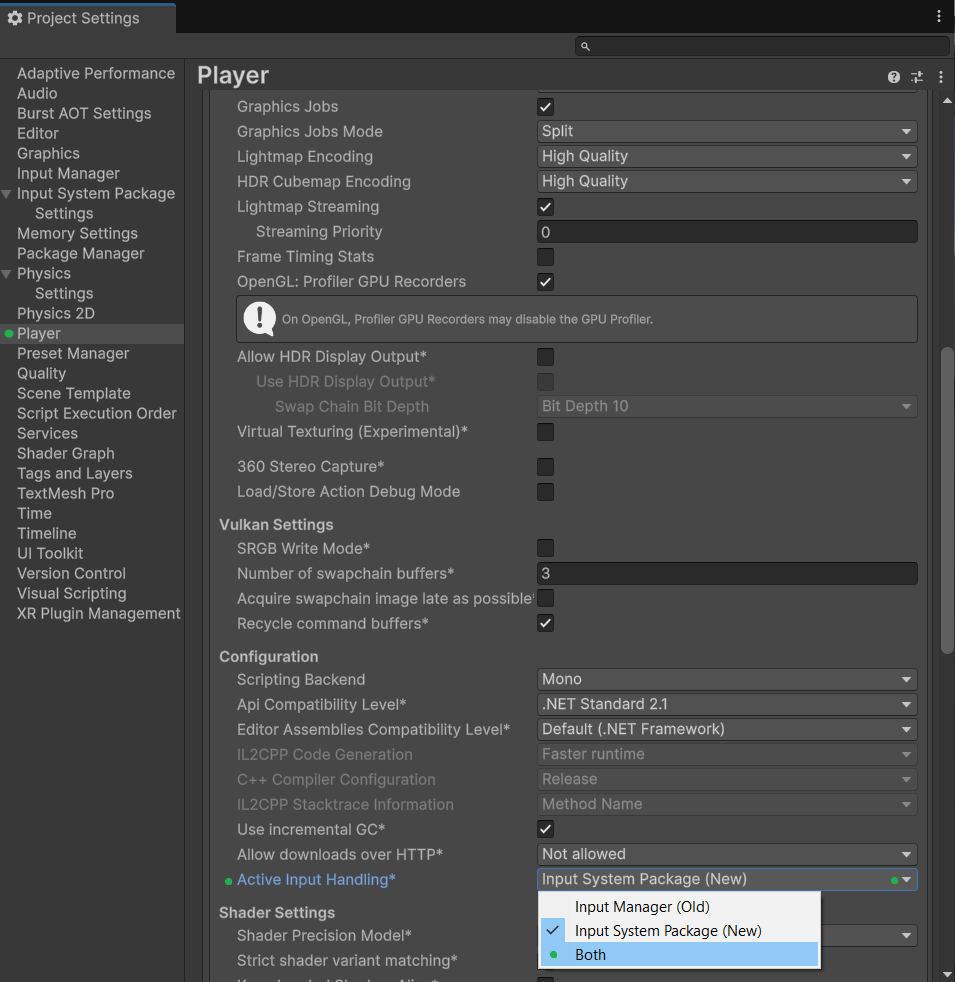 Project Settings
Adaptive Performance
Audio
Burst AOT Settings
Editor
Graphics
Input Manager
Input System Package
Settings
Memory Settings
Package Manager
Physics
Settings
Physics 2D
Player
Preset Manager
Quality
Scene Template
Script Execution Order
Services
Shader Graph
Tags and Layers
TextMesh Pro
Time
Timeline
UI Toolkit
Version Control
Visual Scripting
XR Plugin Management
Player
Graphics Jobs
Graphics Jobs Mode Split
Lightmap Encoding High Quality
HDR Cubemap Encoding High Quality
Lightmap Streaming
Streaming Priority 0
Frame Timing Stats
OpenGL: Profiler GPU Recorders
On OpenGL, Profiler GPU Recorders may disable the GPU Profiler.
Allow HDR Display Output*
Use HDR Display Output*
Swap Chain Bit Depth Bit Depth 10
Virtual Texturing (Experimental)*
360 Stereo Capture*
Load/Store Action Debug Mode
Vulkan Settings
SRGB Write Mode*
Number of swapchain buffers* 3
Acquire swapchain image late as possible*
Recycle command buffers*
Configuration
Scripting Backend Mono
Api Compatibility Level* .NET Standard 2.1
Editor Assemblies Compatibility Level* Default (.NET Framework)
IL2CPP Code Generation Faster runtime
C++ Compiler Configuration Release
IL2CPP Stacktrace Information Method Name
Use incremental GC*
Allow downloads over HTTP* Not allowed
Active Input Handling* Input System Package (New)
Input Manager (Old)
Input System Package (New)
Both
Shader Settings
Shader Precision Model*
Strict shader variant matching*